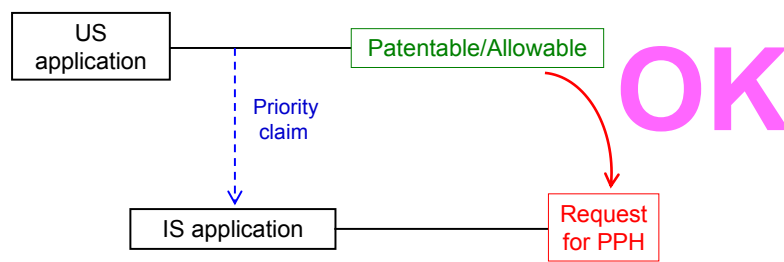 US
application
Patentable/Allowable
OK
Priority
claim
IS application
Request
for PPH